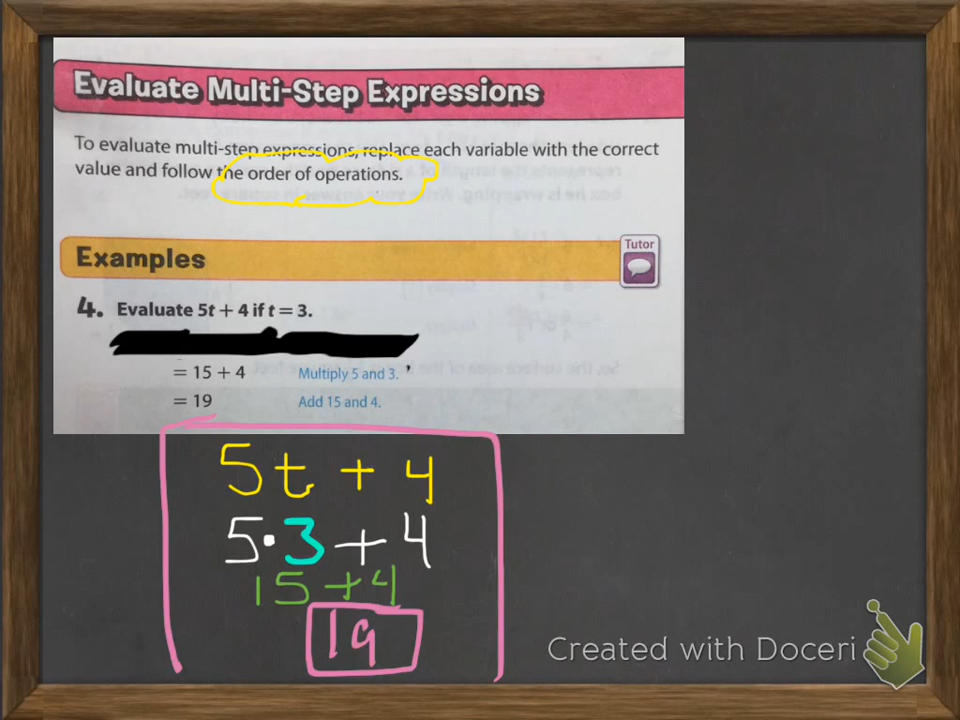 Evaluate Multi-Step Expressions
To evaluate multi-step expressions, replace each variable with the correct
value and follow the order of operations.
Examples
Tutor
4. Evaluate 5t + 4 if t = 3.
= 15 + 4 Multiply 5 and 3.
= 19 Add 15 and 4.
5t + 4
5·3+4
15+4
19
Created with Doceri